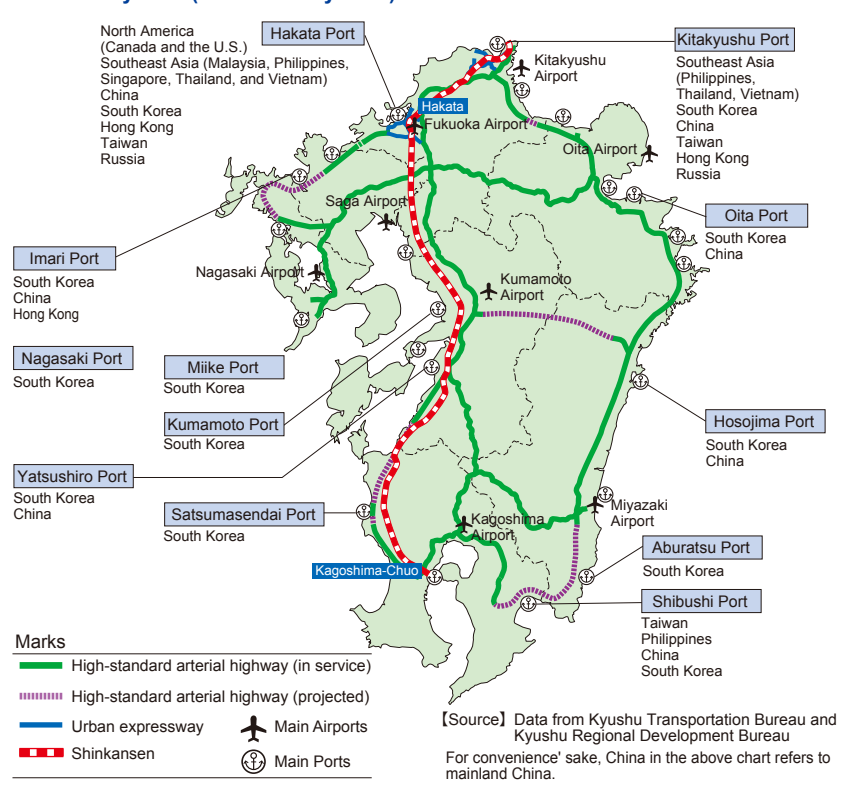 Hakata Port
North America
(Canada and the U.S.)
Southeast Asia (Malaysia, Philippines,
Singapore, Thailand, and Vietnam)
China
South Korea
Hong Kong
Taiwan
Russia
Kitakyushu Port
Southeast Asia
(Philippines,
Thailand, Vietnam)
South Korea
China
Taiwan
Hong Kong
Russia
Kitakyushu
Airport
Hakata
Fukuoka Airport
Oita Airport
Saga Airport
Oita Port
South Korea
China
Imari Port
South Korea
China
Hong Kong
Nagasaki Airport
Kumamoto
Airport
Nagasaki Port
South Korea
Miike Port
South Korea
Kumamoto Port
South Korea
Hosojima Port
South Korea
China
Yatsushiro Port
South Korea
China
Satsumasendai Port
South Korea
Miyazaki
Airport
Kagoshima
Airport
Aburatsu Port
South Korea
Kagoshima-Chuo
Shibushi Port
Taiwan
Philippines
China
South Korea
Marks
High-standard arterial highway (in service)
High-standard arterial highway (projected)
Urban expressway
Main Airports
Shinkansen
Main Ports
【Source】Data from Kyushu Transportation Bureau and
Kyushu Regional Development Bureau
For convenience' sake, China in the above chart refers to
mainland China.